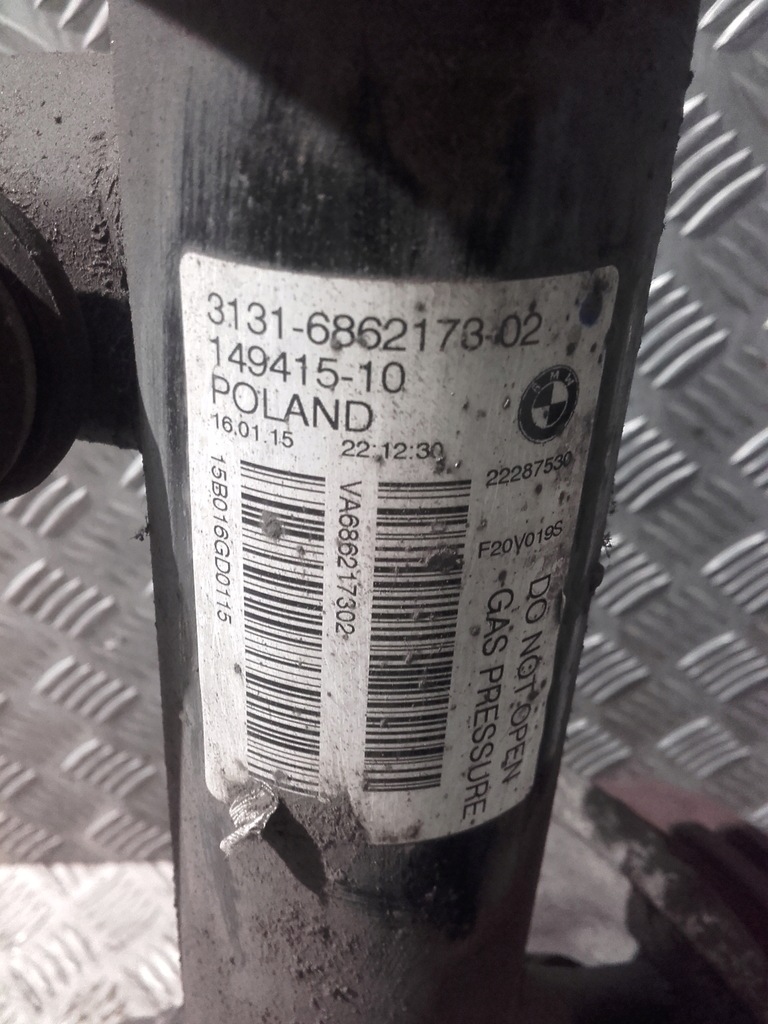 3131-6862173-02
149415-10
POLAND
16.01.15 22:12:30
BMW
22287530
F20V019S
15B016GD0115
VA686217302
DO NOT OPEN
GAS PRESSURE